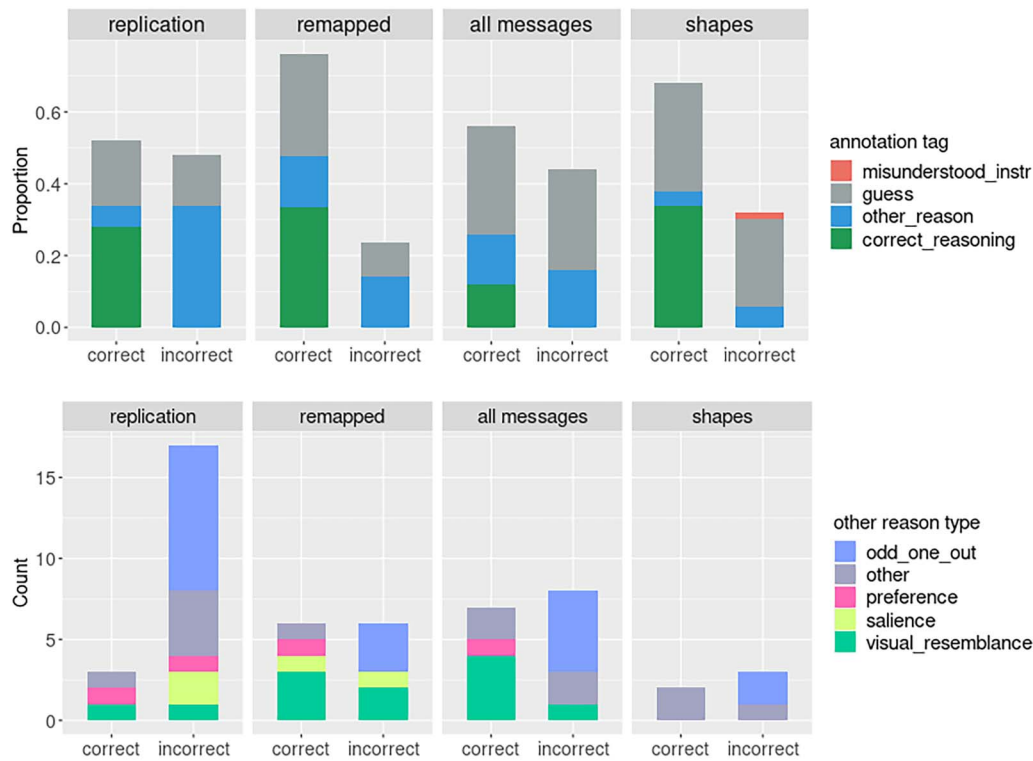 replication remapped all messages shapes
Proportion
0.6
0.4
0.2
0.0
correct incorrect correct incorrect correct incorrect correct incorrect
annotation tag
misunderstood_instr
guess
other_reason
correct_reasoning
replication remapped all messages shapes
Count
15
10
5
0
correct incorrect correct incorrect correct incorrect correct incorrect
other reason type
odd_one_out
other
preference
salience
visual_resemblance